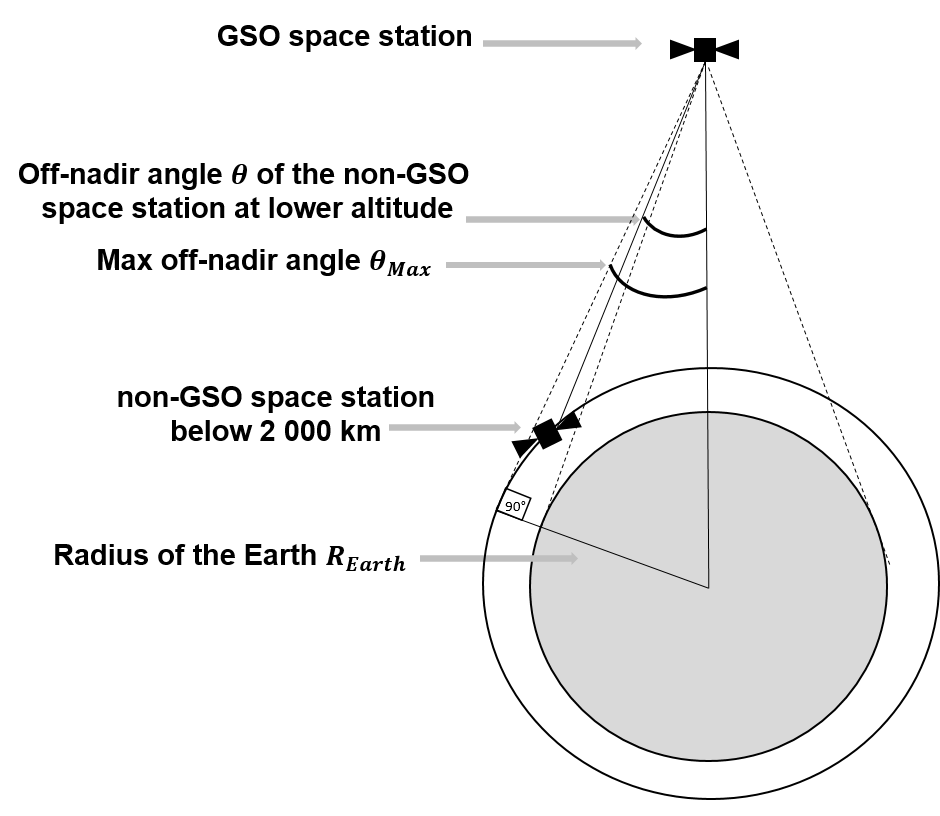 GSO space station
Off-nadir angle θ of the non-GSO
space station at lower altitude
Max off-nadir angle θ_Max
non-GSO space station
below 2 000 km
90°
Radius of the Earth R_Earth